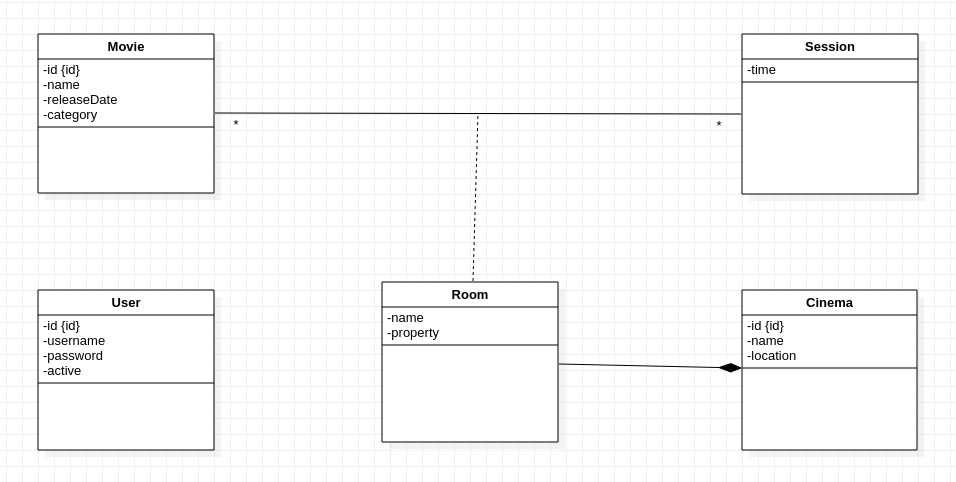 Movie
-id {id}
-name
-releaseDate
-category
*
*
Session
-time
User
-id {id}
-username
-password
-active
Room
-name
-property
Cinema
-id {id}
-name
-location